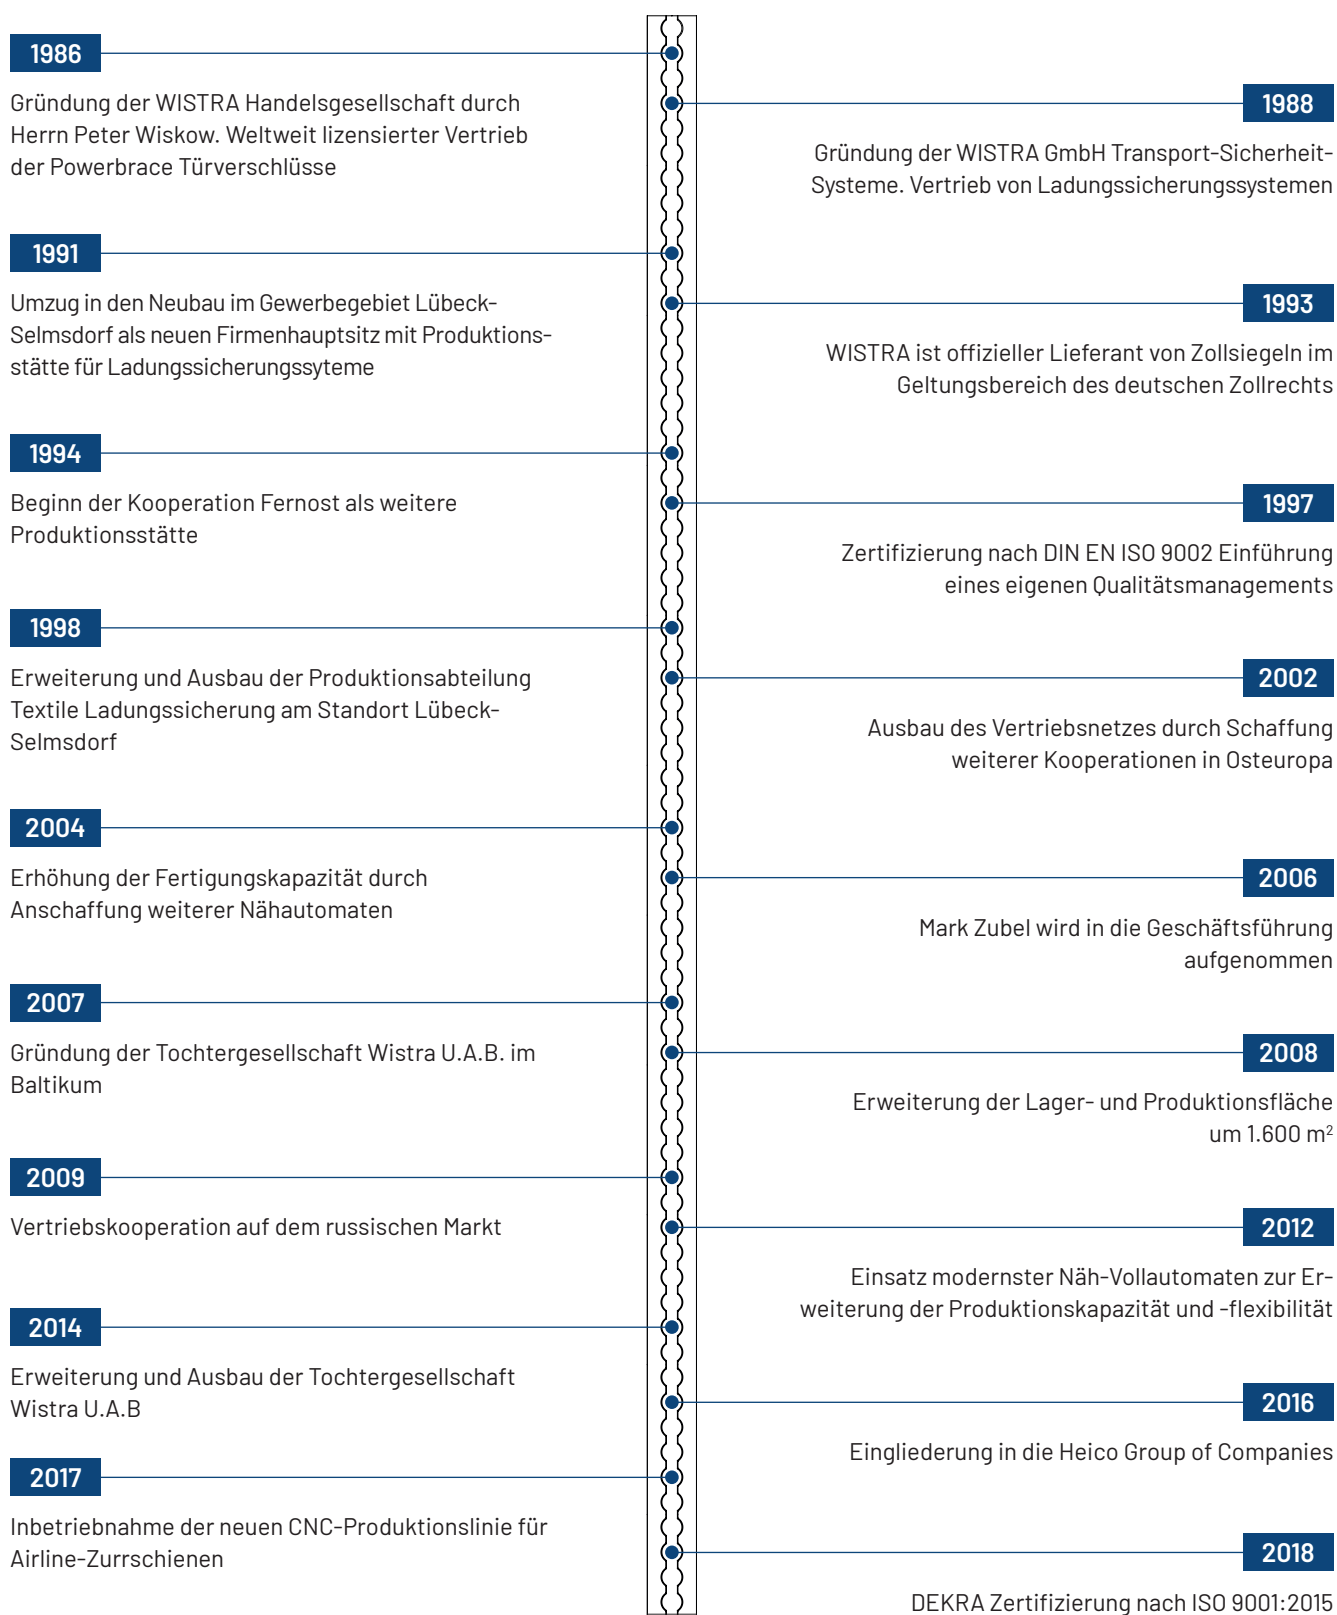 1986
Gründung der WISTRA Handelsgesellschaft durch
Herrn Peter Wiskow. Weltweit lizensierter Vertrieb
der Powerbrace Türverschlüsse
1988
Gründung der WISTRA GmbH Transport-Sicherheit-
Systeme. Vertrieb von Ladungssicherungssystemen
1991
Umzug in den Neubau im Gewerbegebiet Lübeck-
Selmsdorf als neuen Firmenhauptsitz mit Produktions-
stätte für Ladungssicherungssyteme
1993
WISTRA ist offizieller Lieferant von Zollsiegeln im
Geltungsbereich des deutschen Zollrechts
1994
Beginn der Kooperation Fernost als weitere
Produktionsstätte
1997
Zertifizierung nach DIN EN ISO 9002 Einführung
eines eigenen Qualitätsmanagements
1998
Erweiterung und Ausbau der Produktionsabteilung
Textile Ladungssicherung am Standort Lübeck-
Selmsdorf
2002
Ausbau des Vertriebsnetzes durch Schaffung
weiterer Kooperationen in Osteuropa
2004
Erhöhung der Fertigungskapazität durch
Anschaffung weiterer Nähautomaten
2006
Mark Zubel wird in die Geschäftsführung
aufgenommen
2007
Gründung der Tochtergesellschaft Wistra U.A.B. im
Baltikum
2008
Erweiterung der Lager- und Produktionsfläche
um 1.600 m²
2009
Vertriebskooperation auf dem russischen Markt
2012
Einsatz modernster Näh-Vollautomaten zur Er-
weiterung der Produktionskapazität und -flexibilität
2014
Erweiterung und Ausbau der Tochtergesellschaft
Wistra U.A.B
2016
Eingliederung in die Heico Group of Companies
2017
Inbetriebnahme der neuen CNC-Produktionslinie für
Airline-Zurrschienen
2018
DEKRA Zertifizierung nach ISO 9001:2015